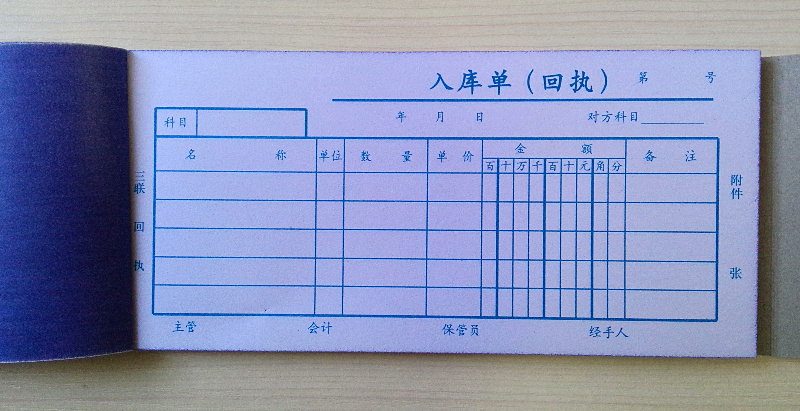 入库单（回执） 第 号
科目 年 月 日 对方科目
名 称 单位 数 量 单 价 金 额 备 注
百 十 万 千 百 十 元 角 分
三联 回执
附件 张
主管 会计 保管员 经手人